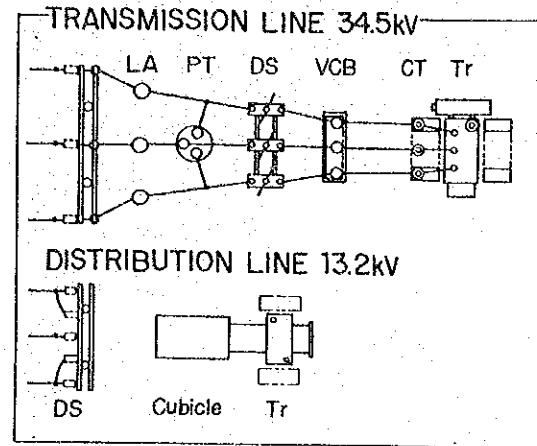 TRANSMISSION LINE 34.5kV
LA PT DS VCB CT Tr
DISTRIBUTION LINE 13.2kV
DS Cubicle Tr